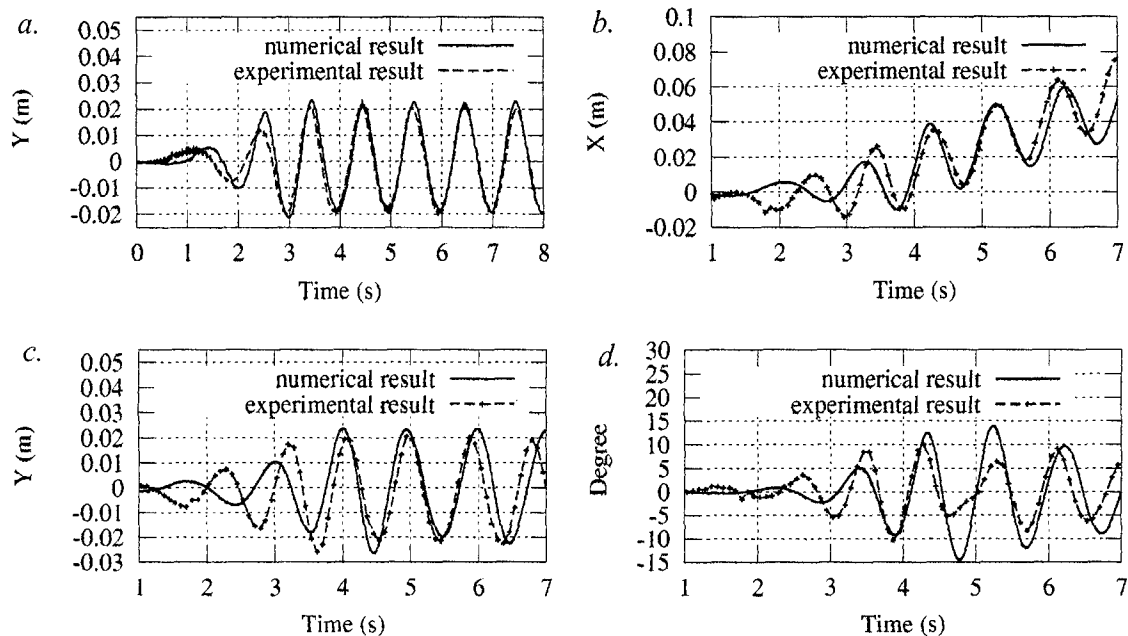 a.
0.05
0.04
0.03
0.02
0.01
0
-0.01
-0.02
Y (m)
numerical result
experimental result
0 1 2 3 4 5 6 7 8
Time (s)
b.
0.1
0.08
0.06
0.04
0.02
0
-0.02
X (m)
numerical result
experimental result
1 2 3 4 5 6 7
Time (s)
c.
0.05
0.04
0.03
0.02
0.01
0
-0.01
-0.02
-0.03
Y (m)
numerical result
experimental result
1 2 3 4 5 6 7
Time (s)
d.
30
25
20
15
10
5
0
-5
-10
-15
Degree
numerical result
experimental result
1 2 3 4 5 6 7
Time (s)